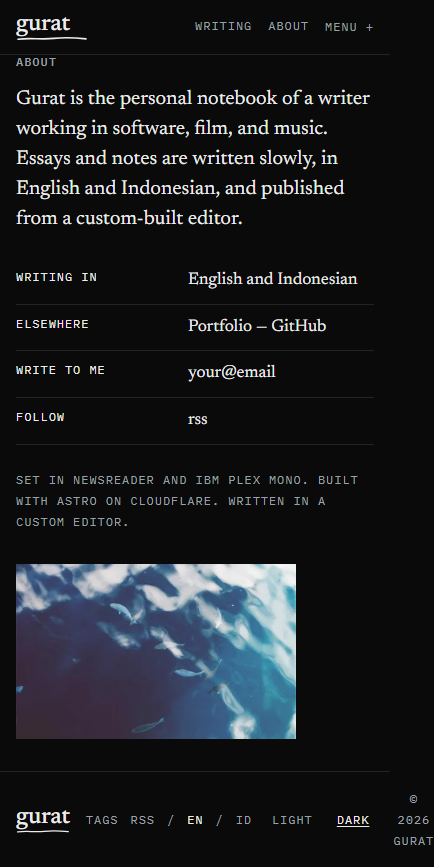 gurat
WRITING ABOUT MENU +
ABOUT
Gurat is the personal notebook of a writer
working in software, film, and music.
Essays and notes are written slowly, in
English and Indonesian, and published
from a custom-built editor.
WRITING IN English and Indonesian
ELSEWHERE Portfolio — GitHub
WRITE TO ME your@email
FOLLOW rss
SET IN NEWSREADER AND IBM PLEX MONO. BUILT
WITH ASTRO ON CLOUDFLARE. WRITTEN IN A
CUSTOM EDITOR.
gurat TAGS RSS / EN / ID LIGHT DARK
©
2026
GURAT